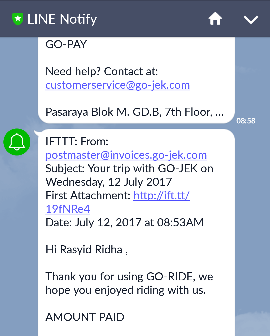 LINE Notify
GO-PAY
Need help? Contact at:
customerservice@go-jek.com
Pasaraya Blok M. GD.B, 7th Floor, ...
08:58
IFTTT: From:
postmaster@invoices.go-jek.com
Subject: Your trip with GO-JEK on
Wednesday, 12 July 2017
First Attachment: http://ift.tt/
19fNRe4
Date: July 12, 2017 at 08:53AM
Hi Rasyid Ridha ,
Thank you for using GO-RIDE, we
hope you enjoyed riding with us.
AMOUNT PAID